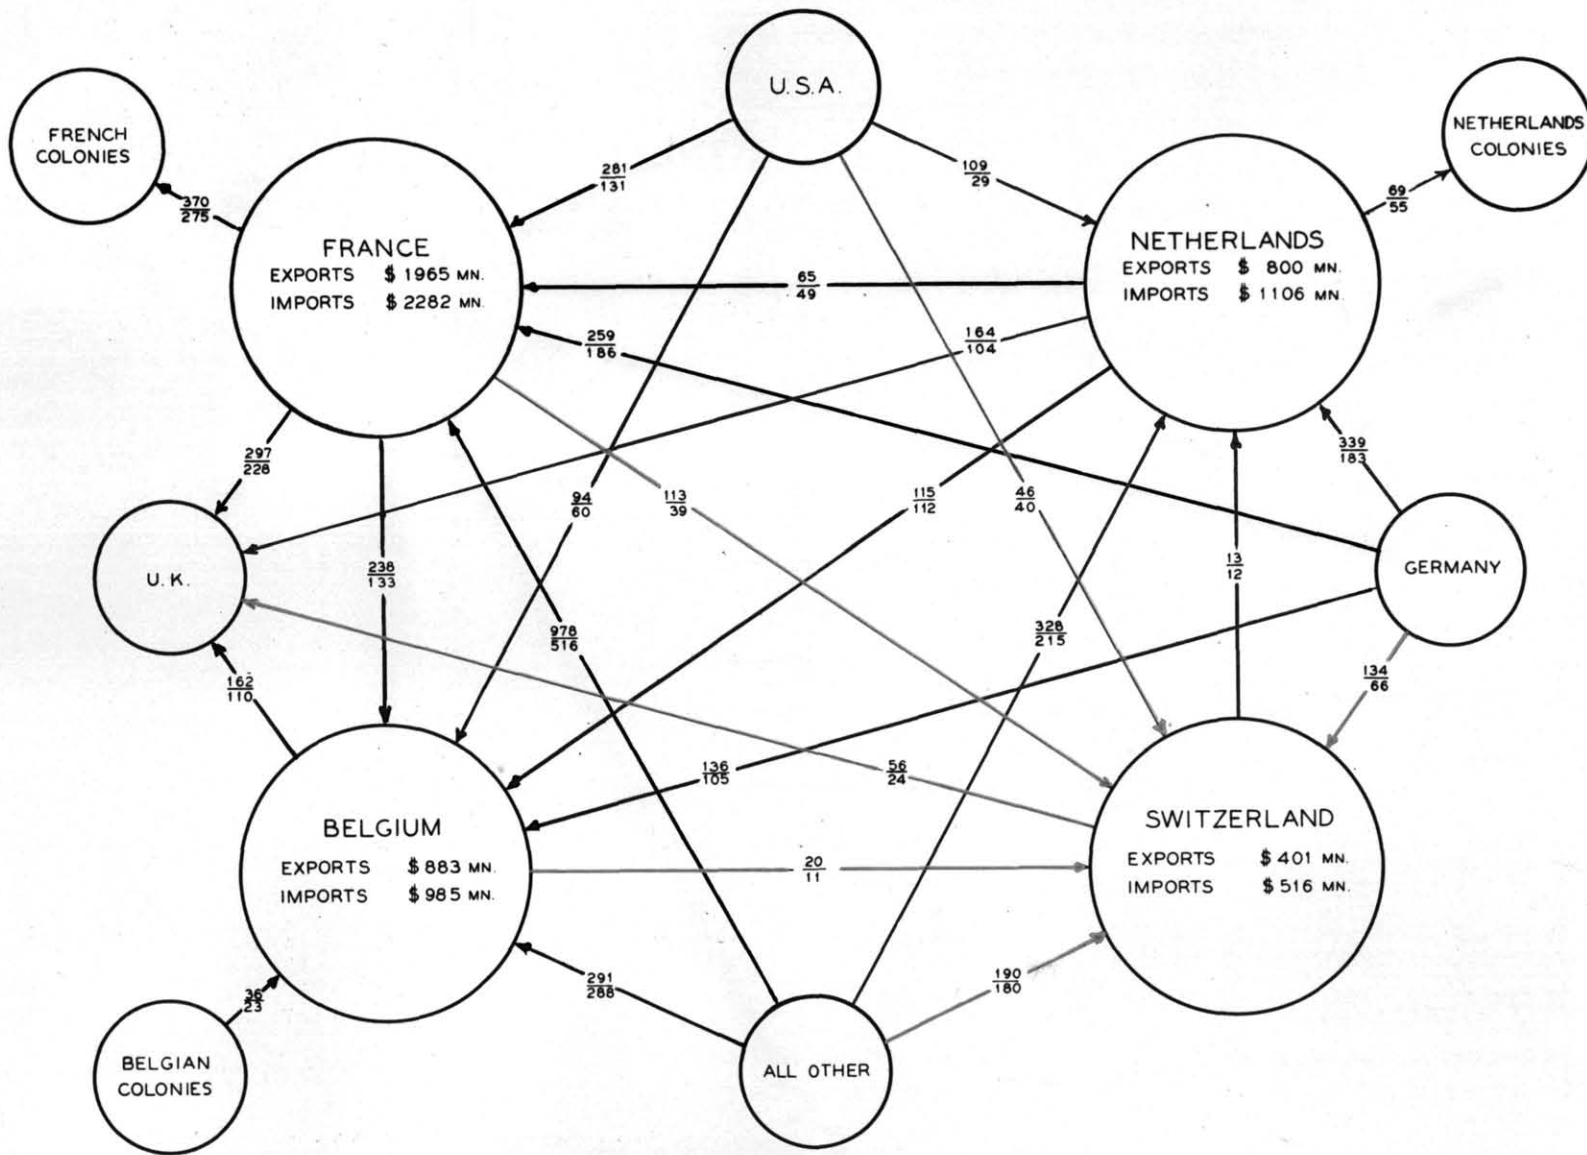 U.S.A.
FRENCH
COLONIES
NETHERLANDS
COLONIES
281
131
109
29
370
275
69
55
FRANCE
EXPORTS $ 1965 MN.
IMPORTS $ 2282 MN.
NETHERLANDS
EXPORTS $ 800 MN.
IMPORTS $ 1106 MN.
65
49
259
186
164
104
297
228
339
183
94
60
113
39
115
112
46
40
U.K.
238
133
13
12
GERMANY
978
516
328
215
162
110
134
66
136
105
56
24
BELGIUM
EXPORTS $ 883 MN.
IMPORTS $ 985 MN.
SWITZERLAND
EXPORTS $ 401 MN.
IMPORTS $ 516 MN.
20
11
291
288
190
180
36
23
BELGIAN
COLONIES
ALL OTHER